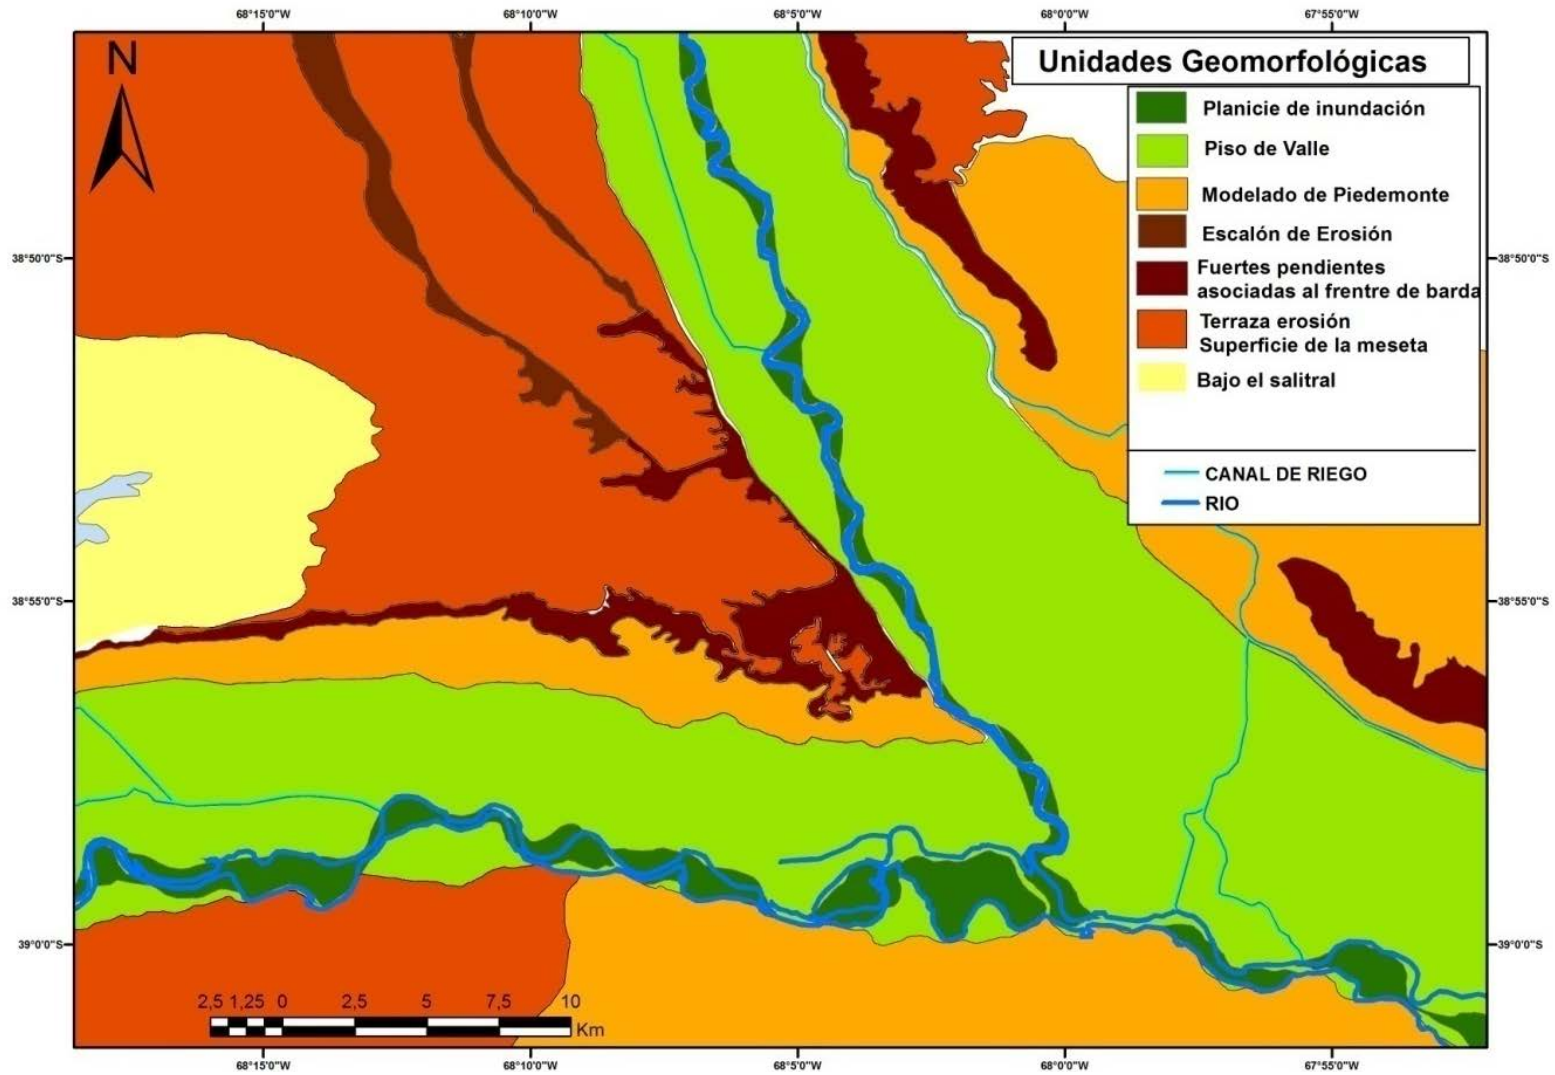 68°15'0"W 68°10'0"W 68°5'0"W 68°0'0"W 67°55'0"W
N
Unidades Geomorfológicas
Planicie de inundación
Piso de Valle
Modelado de Piedemonte
Escalón de Erosión
Fuertes pendientes
asociadas al frentre de barda
Terraza erosión
Superficie de la meseta
Bajo el salitral
CANAL DE RIEGO
RIO
38°50'0"S 38°50'0"S
38°55'0"S 38°55'0"S
39°0'0"S 39°0'0"S
2,5 1,25 0 2,5 5 7,5 10
Km
68°15'0"W 68°10'0"W 68°5'0"W 68°0'0"W 67°55'0"W